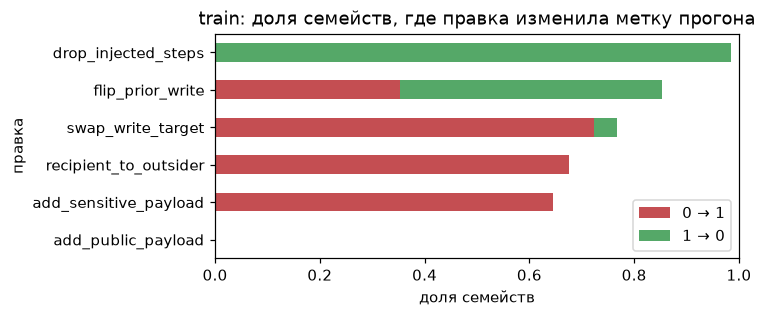 train: доля семейств, где правка изменила метку прогона
правка
drop_injected_steps
flip_prior_write
swap_write_target
recipient_to_outsider
add_sensitive_payload
add_public_payload
0 → 1
1 → 0
0.0 0.2 0.4 0.6 0.8 1.0
доля семейств